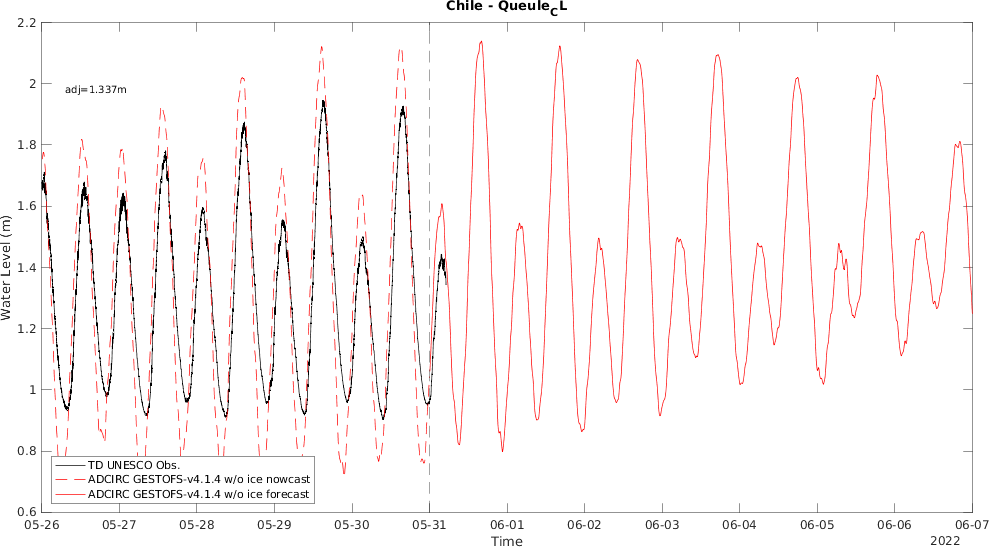 Chile - Queule_CL
2.2
2
1.8
1.6
1.4
1.2
1
0.8
0.6
Water Level (m)
adj=1.337m
TD UNESCO Obs.
ADCIRC GESTOFS-v4.1.4 w/o ice nowcast
ADCIRC GESTOFS-v4.1.4 w/o ice forecast
05-26 05-27 05-28 05-29 05-30 05-31 06-01 06-02 06-03 06-04 06-05 06-06 06-07
Time
2022